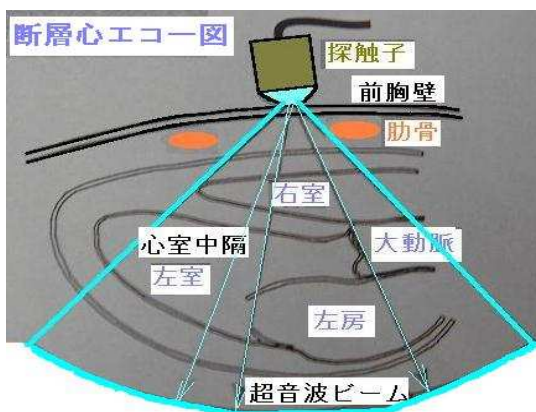 断層心エコー図
探触子
前胸壁
肋骨
右室
心室中隔
大動脈
左室
左房
超音波ビーム